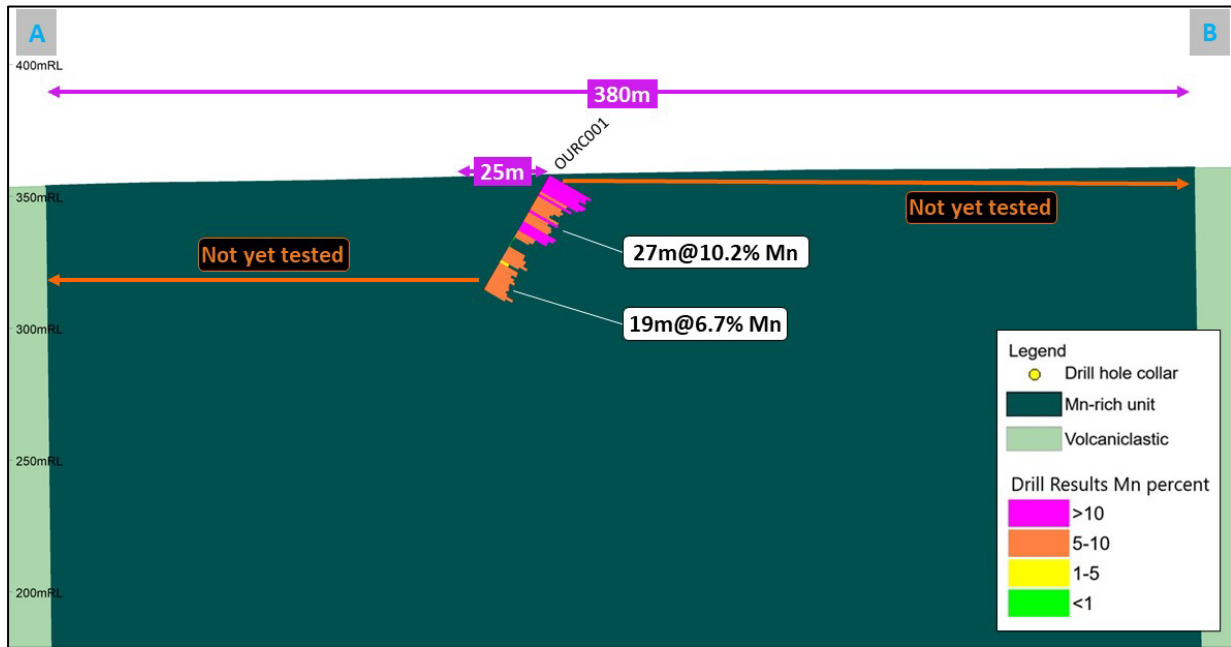 A
B
400mRL
380m
OURC001
25m
350mRL
Not yet tested
Not yet tested
27m@10.2% Mn
19m@6.7% Mn
300mRL
250mRL
200mRL
Legend
Drill hole collar
Mn-rich unit
Volcaniclastic
Drill Results Mn percent
>10
5-10
1-5
<1